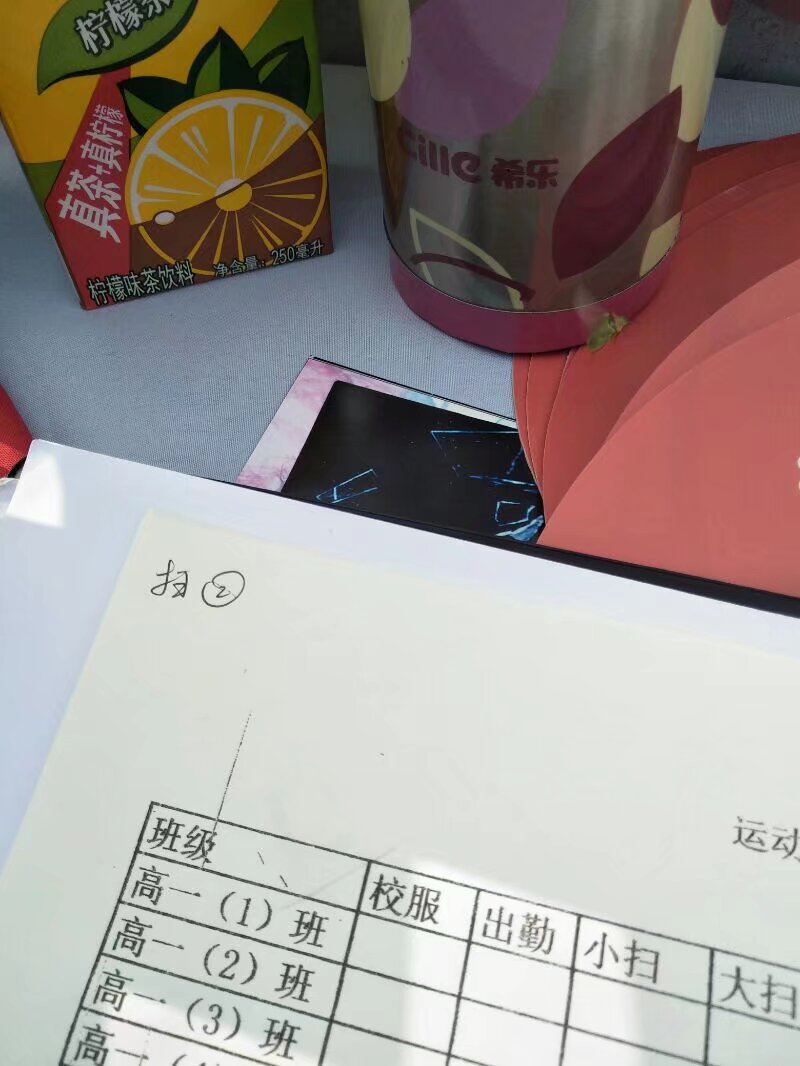 柠檬茶
真茶+真柠檬
柠檬味茶饮料 净含量：250毫升
cille 希乐
扫②
运动
班级 校服 出勤 小扫 大扫
高一（1）班
高一（2）班
高一（3）班
高一